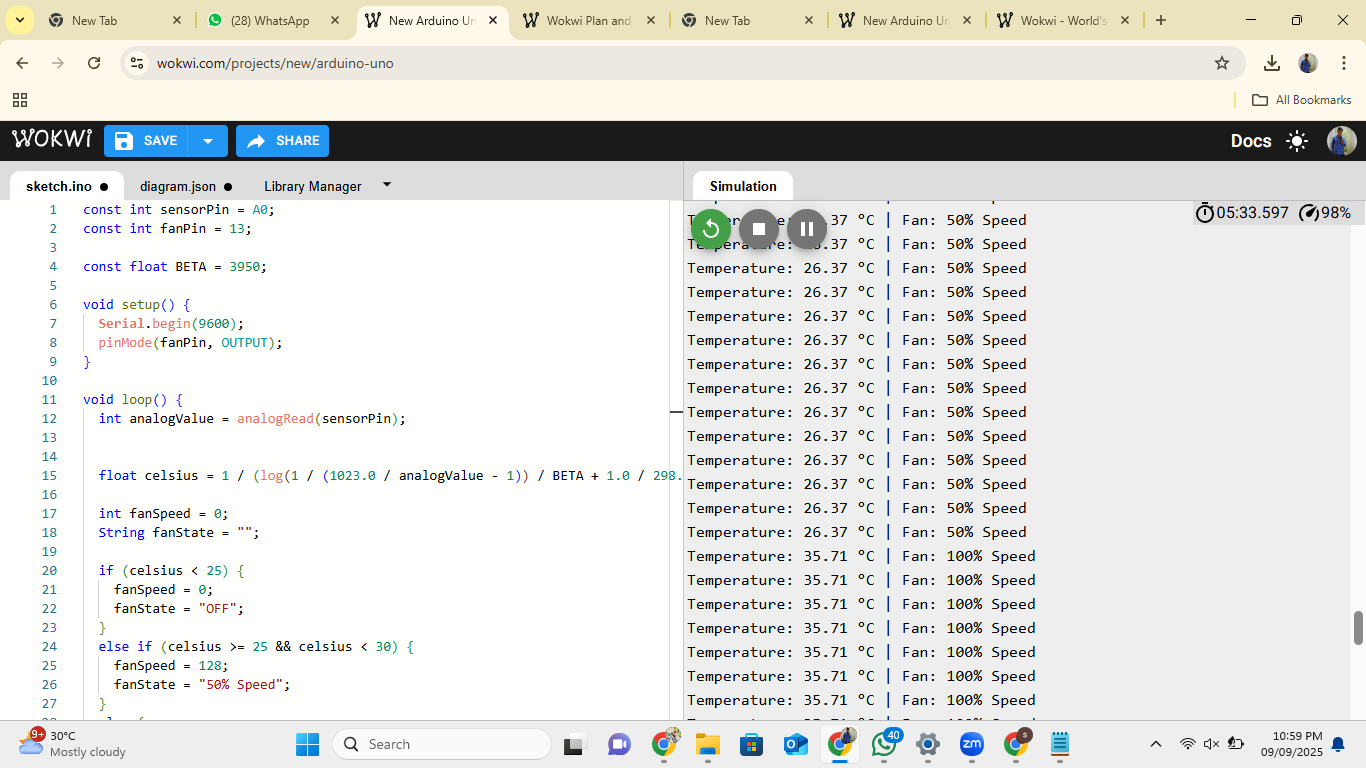 New Tab
(28) WhatsApp
New Arduino Un
Wokwi Plan and
New Tab
New Arduino Un
Wokwi - World's
wokwi.com/projects/new/arduino-uno
All Bookmarks
WOKWi
SAVE
SHARE
Docs
sketch.ino
diagram.json
Library Manager
Simulation
05:33.597
98%
1 const int sensorPin = A0;
2 const int fanPin = 13;
3
4 const float BETA = 3950;
5
6 void setup() {
7 Serial.begin(9600);
8 pinMode(fanPin, OUTPUT);
9 }
10
11 void loop() {
12 int analogValue = analogRead(sensorPin);
13
14
15 float celsius = 1 / (log(1 / (1023.0 / analogValue - 1)) / BETA + 1.0 / 298.
16
17 int fanSpeed = 0;
18 String fanState = "";
19
20 if (celsius < 25) {
21 fanSpeed = 0;
22 fanState = "OFF";
23 }
24 else if (celsius >= 25 && celsius < 30) {
25 fanSpeed = 128;
26 fanState = "50% Speed";
27 }
.37 °C | Fan: 50% Speed
.37 °C | Fan: 50% Speed
Temperature: 26.37 °C | Fan: 50% Speed
Temperature: 26.37 °C | Fan: 50% Speed
Temperature: 26.37 °C | Fan: 50% Speed
Temperature: 26.37 °C | Fan: 50% Speed
Temperature: 26.37 °C | Fan: 50% Speed
Temperature: 26.37 °C | Fan: 50% Speed
Temperature: 26.37 °C | Fan: 50% Speed
Temperature: 26.37 °C | Fan: 50% Speed
Temperature: 26.37 °C | Fan: 50% Speed
Temperature: 26.37 °C | Fan: 50% Speed
Temperature: 26.37 °C | Fan: 50% Speed
Temperature: 26.37 °C | Fan: 50% Speed
Temperature: 35.71 °C | Fan: 100% Speed
Temperature: 35.71 °C | Fan: 100% Speed
Temperature: 35.71 °C | Fan: 100% Speed
Temperature: 35.71 °C | Fan: 100% Speed
Temperature: 35.71 °C | Fan: 100% Speed
Temperature: 35.71 °C | Fan: 100% Speed
Temperature: 35.71 °C | Fan: 100% Speed
9+
30°C
Mostly cloudy
Search
40
zm
S
10:59 PM
09/09/2025